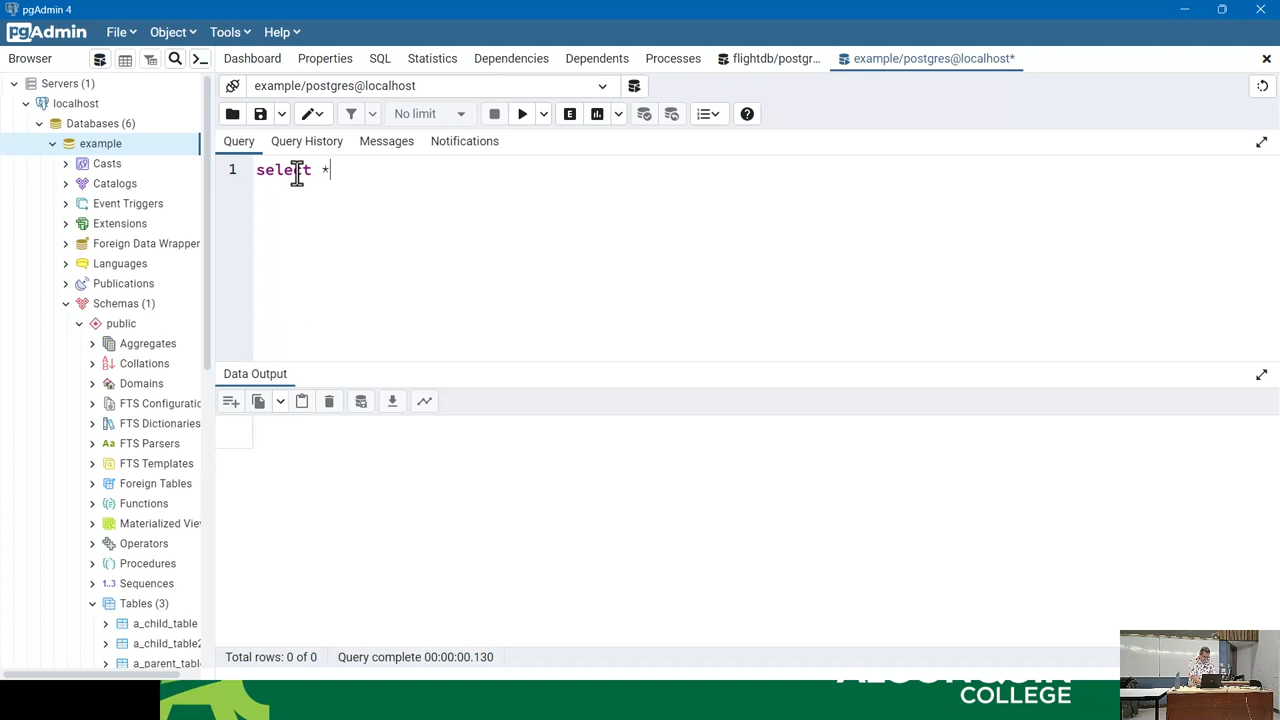 pgAdmin 4
pgAdmin File Object Tools Help
Browser Dashboard Properties SQL Statistics Dependencies Dependents Processes flightdb/postgr... example/postgres@localhost*
Servers (1)
example/postgres@localhost
localhost
Databases (6)
No limit
example
Query Query History Messages Notifications
Casts
1 select *
Catalogs
Event Triggers
Extensions
Foreign Data Wrapper
Languages
Publications
Schemas (1)
public
Aggregates
Collations
Data Output
Domains
FTS Configuratic
FTS Dictionaries
Aa FTS Parsers
FTS Templates
Foreign Tables
Functions
Materialized Vie
Operators
Procedures
1..3 Sequences
Tables (3)
a_child_table
a_child_table2
a_parent_tabl
Total rows: 0 of 0 Query complete 00:00:00.130
COLLEGE